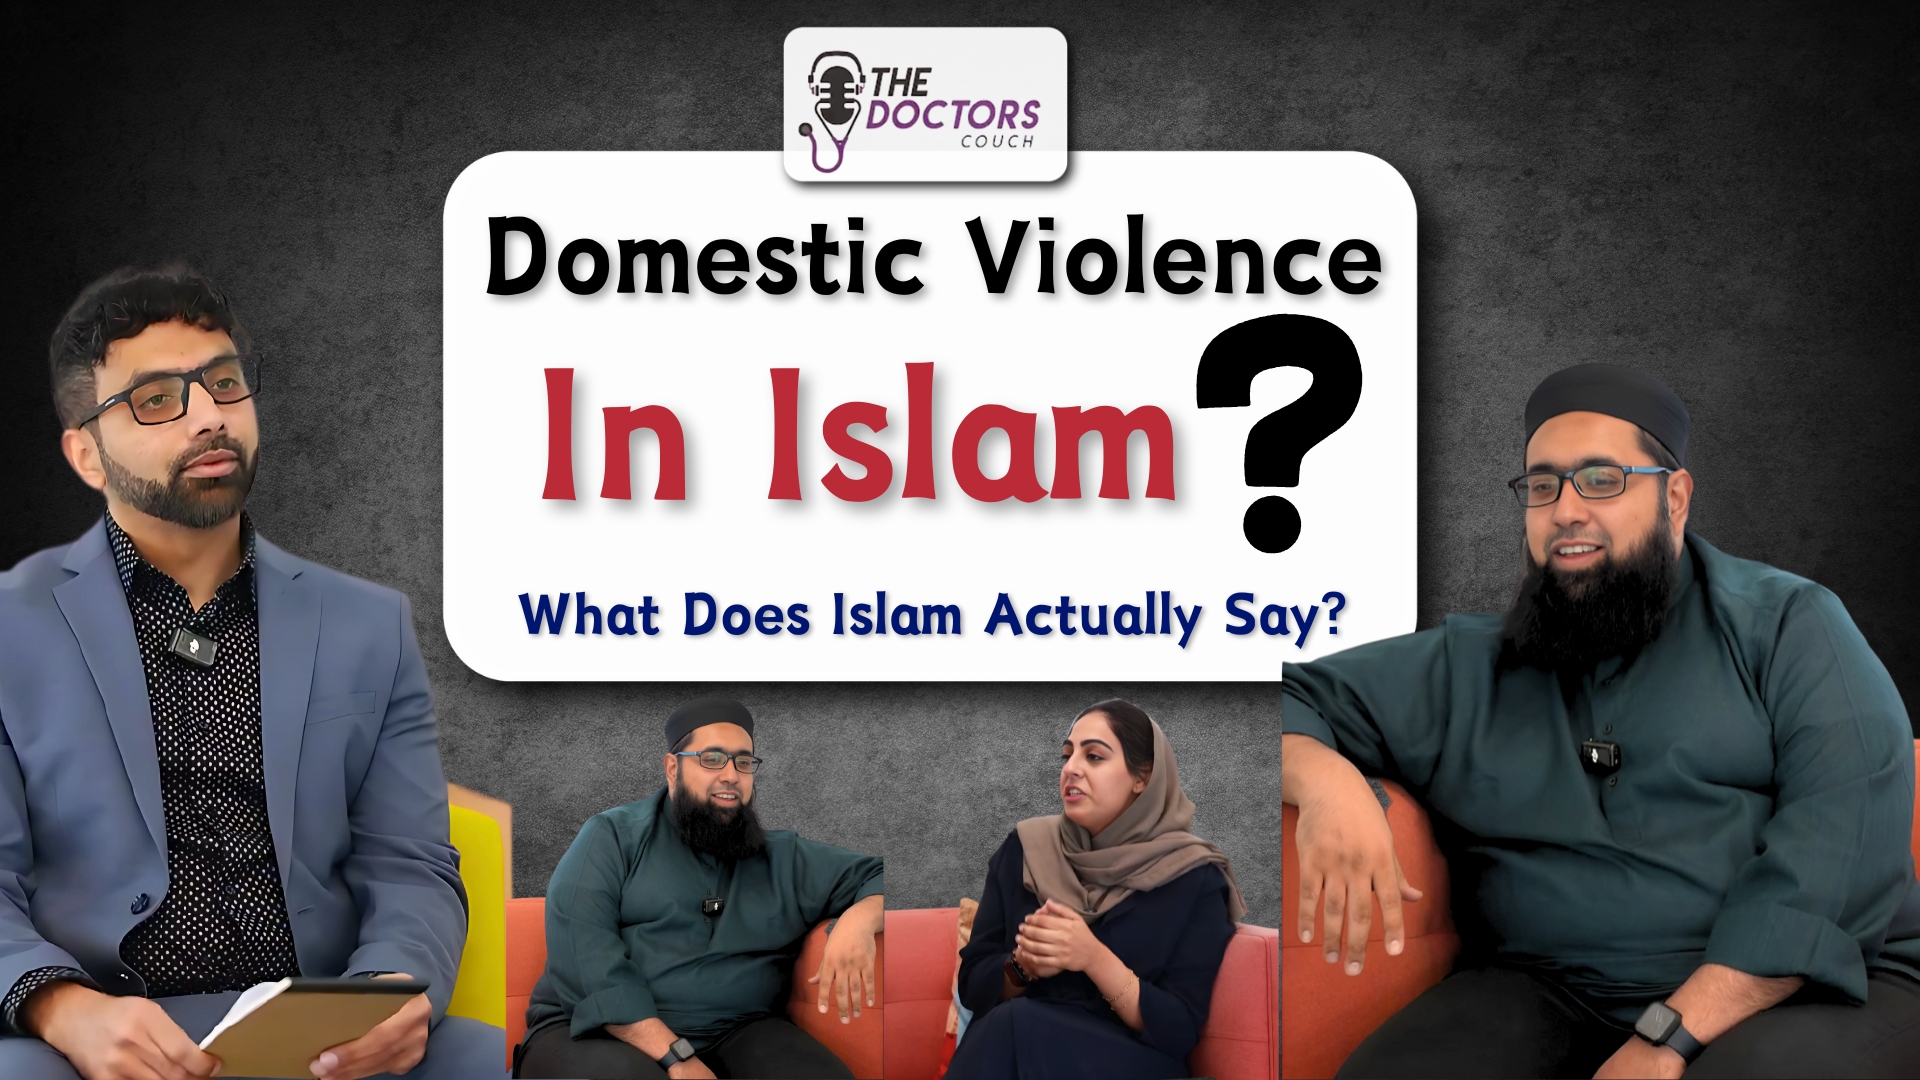 THE
DOCTORS
COUCH
Domestic Violence
In Islam?
What Does Islam Actually Say?